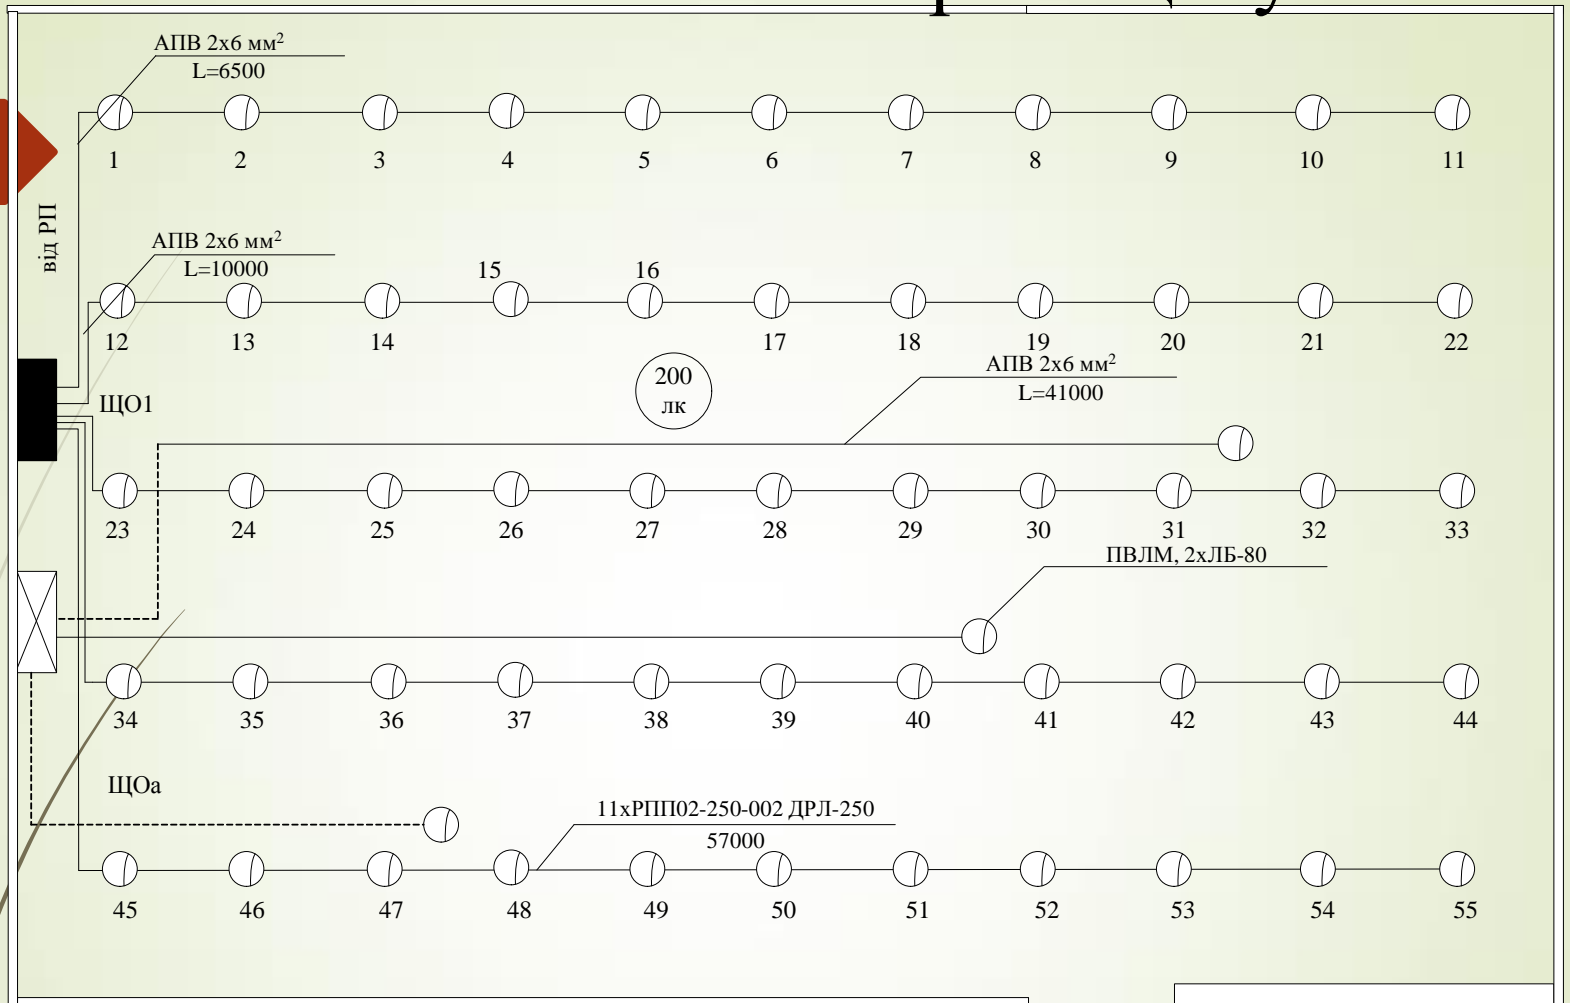 АПВ 2х6 мм²
L=6500
1 2 3 4 5 6 7 8 9 10 11
від РП
АПВ 2х6 мм²
L=10000
15 16
12 13 14 17 18 19 20 21 22
200
лк
АПВ 2х6 мм²
L=41000
ЩО1
23 24 25 26 27 28 29 30 31 32 33
ПВЛМ, 2хЛБ-80
34 35 36 37 38 39 40 41 42 43 44
ЩОа
11хРПП02-250-002 ДРЛ-250
57000
45 46 47 48 49 50 51 52 53 54 55